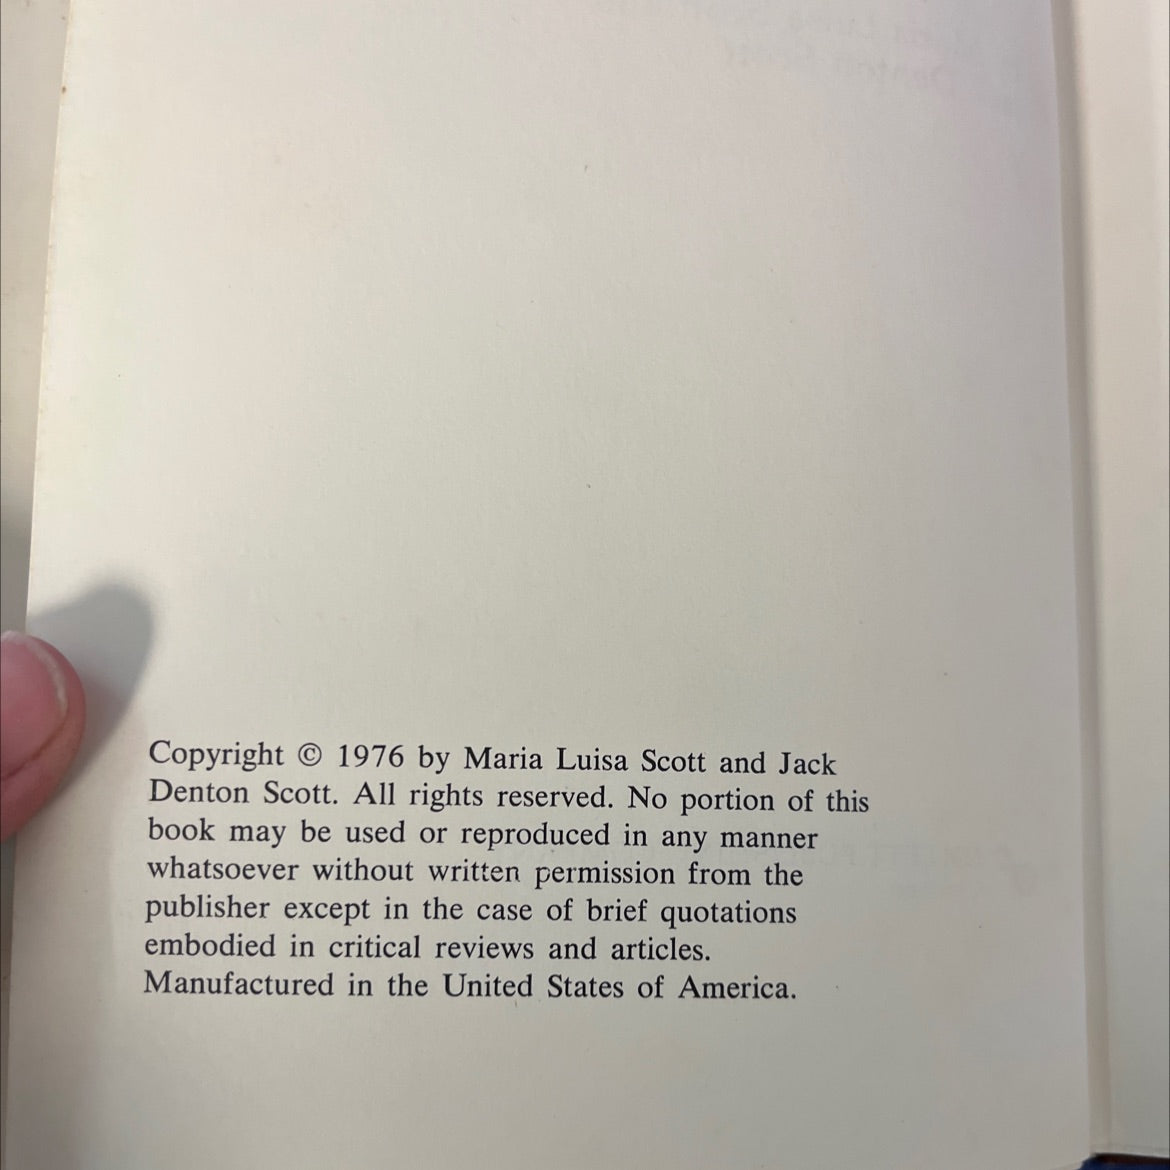 Copyright © 1976 by Maria Luisa Scott and Jack
Denton Scott. All rights reserved. No portion of this
book may be used or reproduced in any manner
whatsoever without written permission from the
publisher except in the case of brief quotations
embodied in critical reviews and articles.
Manufactured in the United States of America.